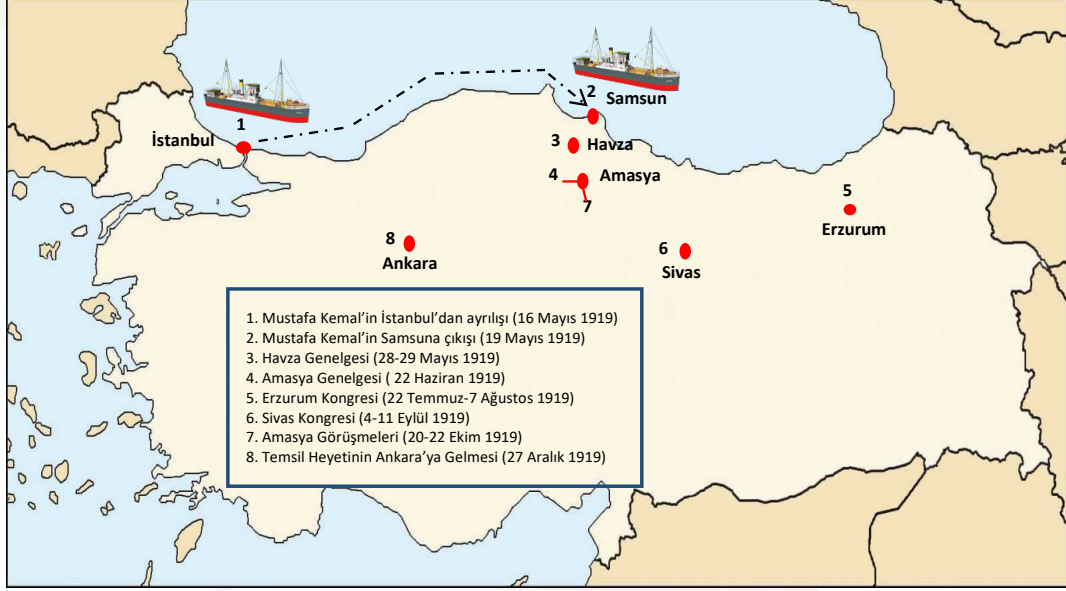 2
Samsun
1
İstanbul
3
Havza
4
Amasya
7
5
Erzurum
8
Ankara
6
Sivas
1. Mustafa Kemal’in İstanbul’dan ayrılışı (16 Mayıs 1919)
2. Mustafa Kemal’in Samsuna çıkışı (19 Mayıs 1919)
3. Havza Genelgesi (28-29 Mayıs 1919)
4. Amasya Genelgesi ( 22 Haziran 1919)
5. Erzurum Kongresi (22 Temmuz-7 Ağustos 1919)
6. Sivas Kongresi (4-11 Eylül 1919)
7. Amasya Görüşmeleri (20-22 Ekim 1919)
8. Temsil Heyetinin Ankara’ya Gelmesi (27 Aralık 1919)